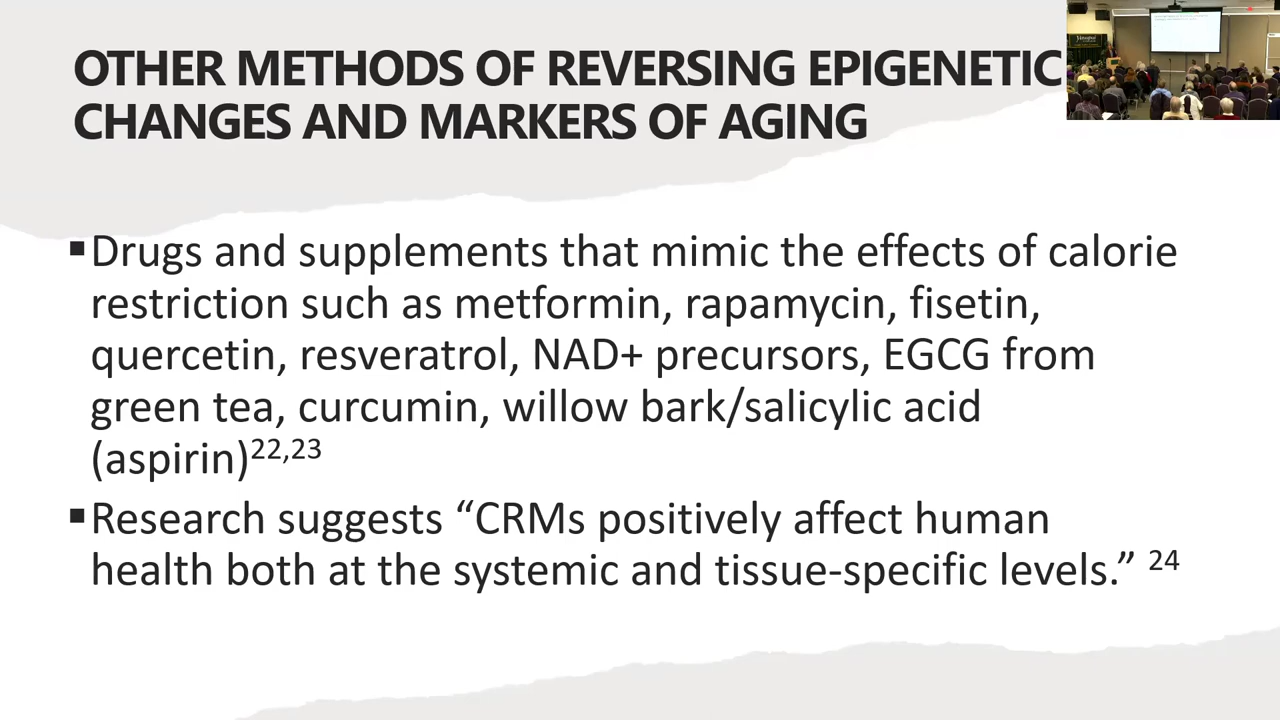 OTHER METHODS OF REVERSING EPIGENETIC
CHANGES AND MARKERS OF AGING
▪Drugs and supplements that mimic the effects of calorie
restriction such as metformin, rapamycin, fisetin,
quercetin, resveratrol, NAD+ precursors, EGCG from
green tea, curcumin, willow bark/salicylic acid
(aspirin)22,23
▪Research suggests “CRMs positively affect human
health both at the systemic and tissue-specific levels.” 24